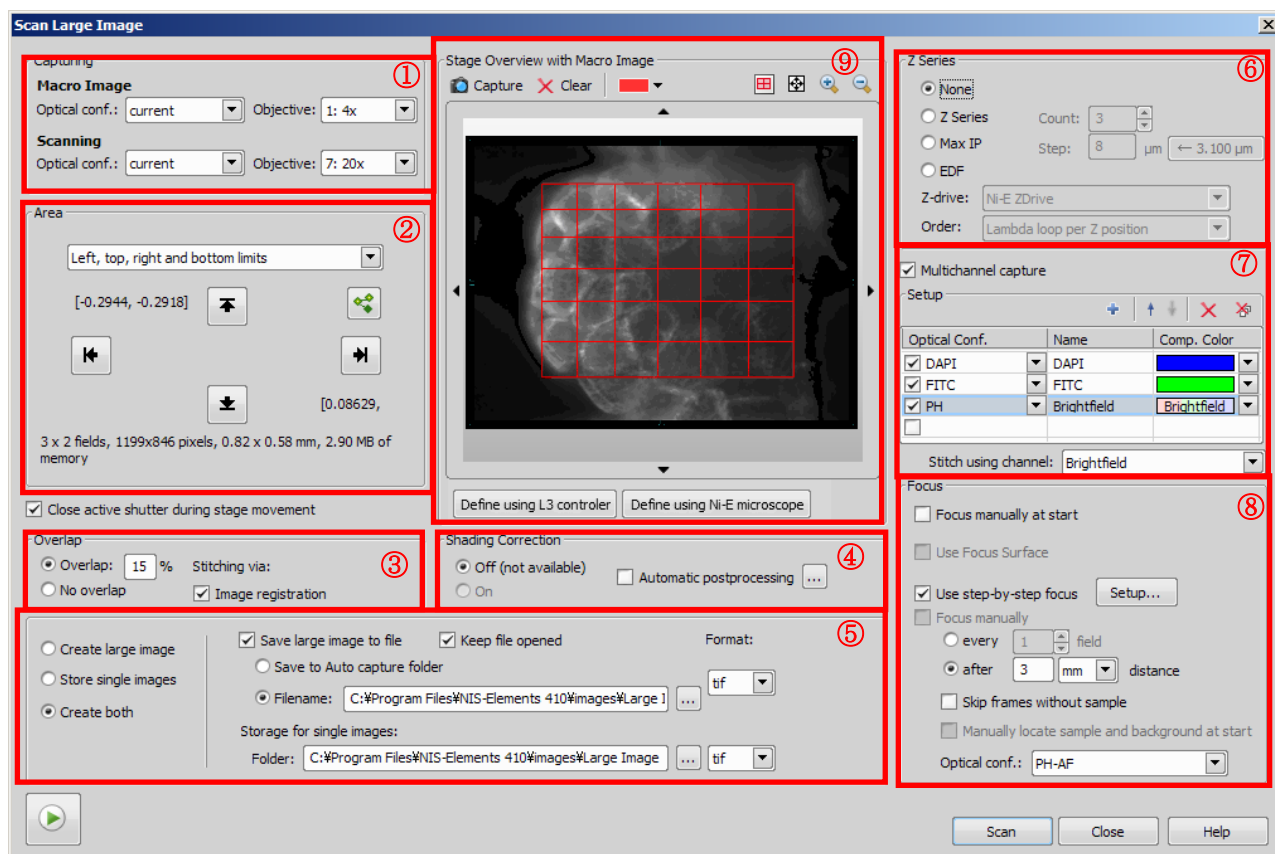 Scan Large Image
Capturing
①
Macro Image
Optical conf.: current Objective: 1: 4x
Scanning
Optical conf.: current Objective: 7: 20x
Area
②
Left, top, right and bottom limits
[-0.2944, -0.2918]
[0.08629,
3 x 2 fields, 1199x846 pixels, 0.82 x 0.58 mm, 2.90 MB of
memory
Close active shutter during stage movement
Overlap
③
Overlap: 15 % Stitching via:
No overlap Image registration
Stage Overview with Macro Image
⑨
Capture Clear
Define using L3 controler Define using Ni-E microscope
Shading Correction
④
Off (not available)
On
Automatic postprocessing ...
⑤
Create large image
Store single images
Create both
Save large image to file Keep file opened Format:
Save to Auto capture folder
Filename: C:¥Program Files¥NIS-Elements 410¥images¥Large I ... tif
Storage for single images:
Folder: C:¥Program Files¥NIS-Elements 410¥images¥Large Image ... tif
Z Series
⑥
None
Z Series Count: 3
Max IP Step: 8 µm ← 3.100 µm
EDF
Z-drive: Ni-E ZDrive
Order: Lambda loop per Z position
⑦
Multichannel capture
Setup
Optical Conf. Name Comp. Color
DAPI DAPI
FITC FITC
PH Brightfield Brightfield
Stitch using channel: Brightfield
Focus
⑧
Focus manually at start
Use Focus Surface
Use step-by-step focus Setup...
Focus manually
every 1 field
after 3 mm distance
Skip frames without sample
Manually locate sample and background at start
Optical conf.: PH-AF
Scan Close Help